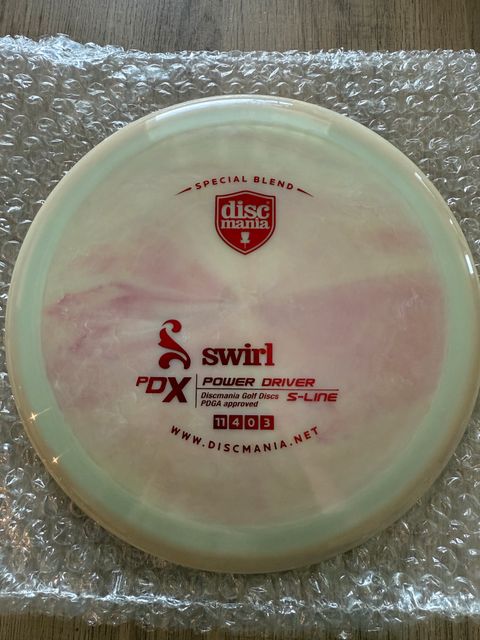 SPECIAL BLEND
disc
mania
swirl
PDX
POWER DRIVER
Discmania Golf Discs
PDGA approved
S-LINE
11 4 0 3
WWW.DISCMANIA.NET